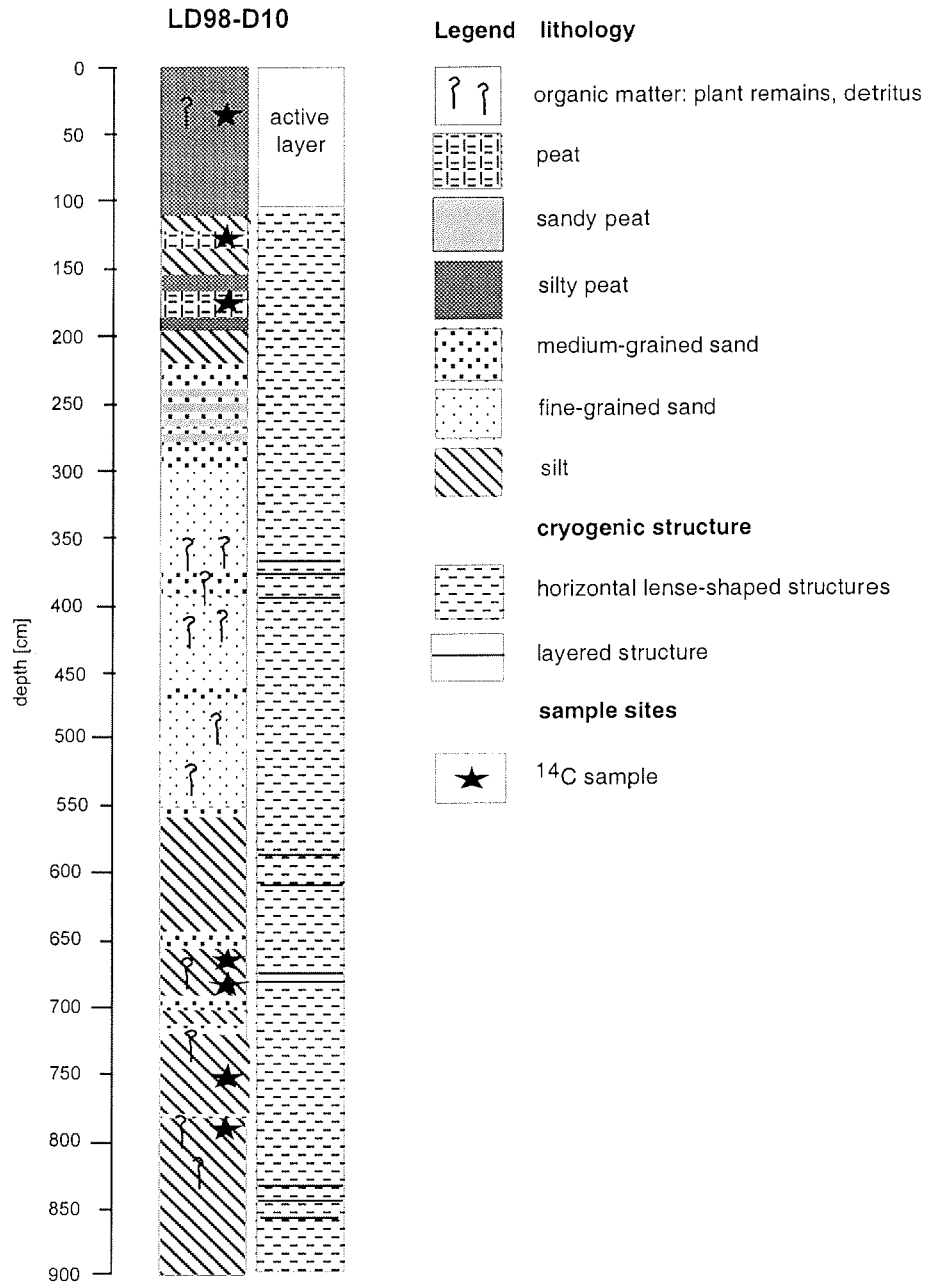 LD98-D10
0
50
100
150
200
250
300
350
400
450
500
550
600
650
700
750
800
850
900
depth [cm]
active
layer
Legend lithology
organic matter: plant remains, detritus
peat
sandy peat
silty peat
medium-grained sand
fine-grained sand
silt
cryogenic structure
horizontal lense-shaped structures
layered structure
sample sites
14C sample